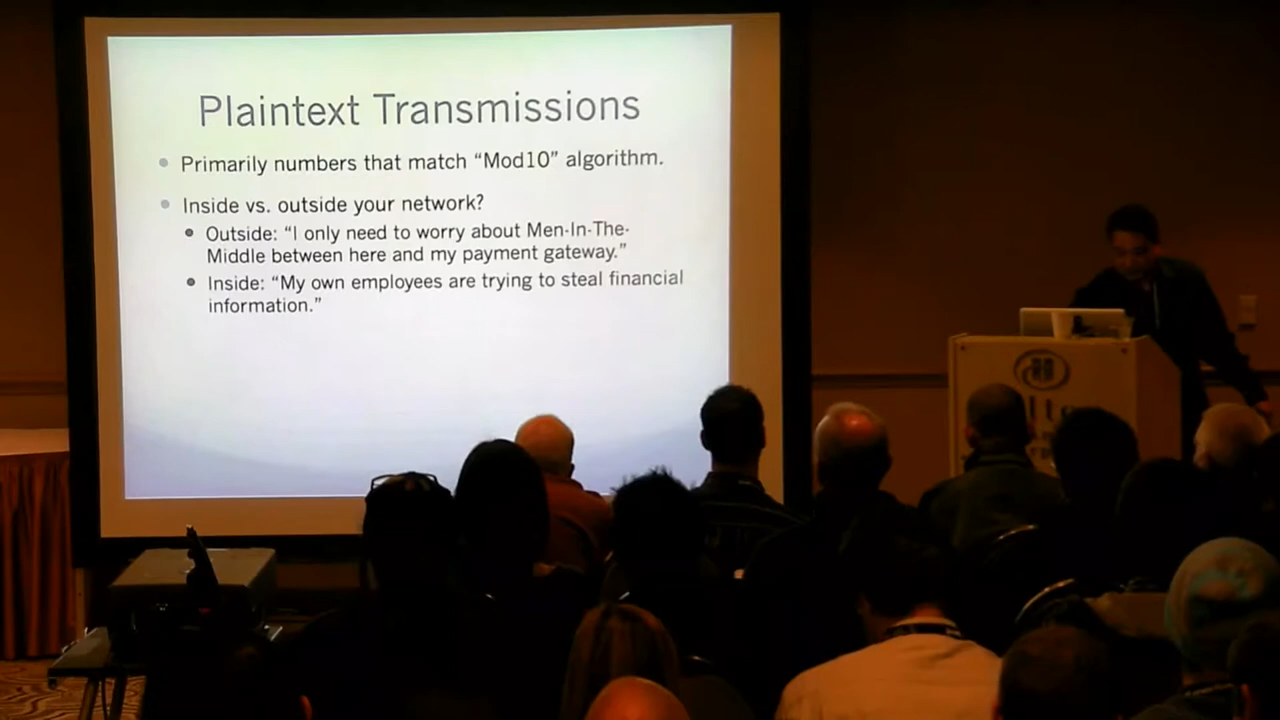 Plaintext Transmissions
Primarily numbers that match “Mod10” algorithm.
Inside vs. outside your network?
Outside: “I only need to worry about Men-In-The-
Middle between here and my payment gateway.”
Inside: “My own employees are trying to steal financial
information.”